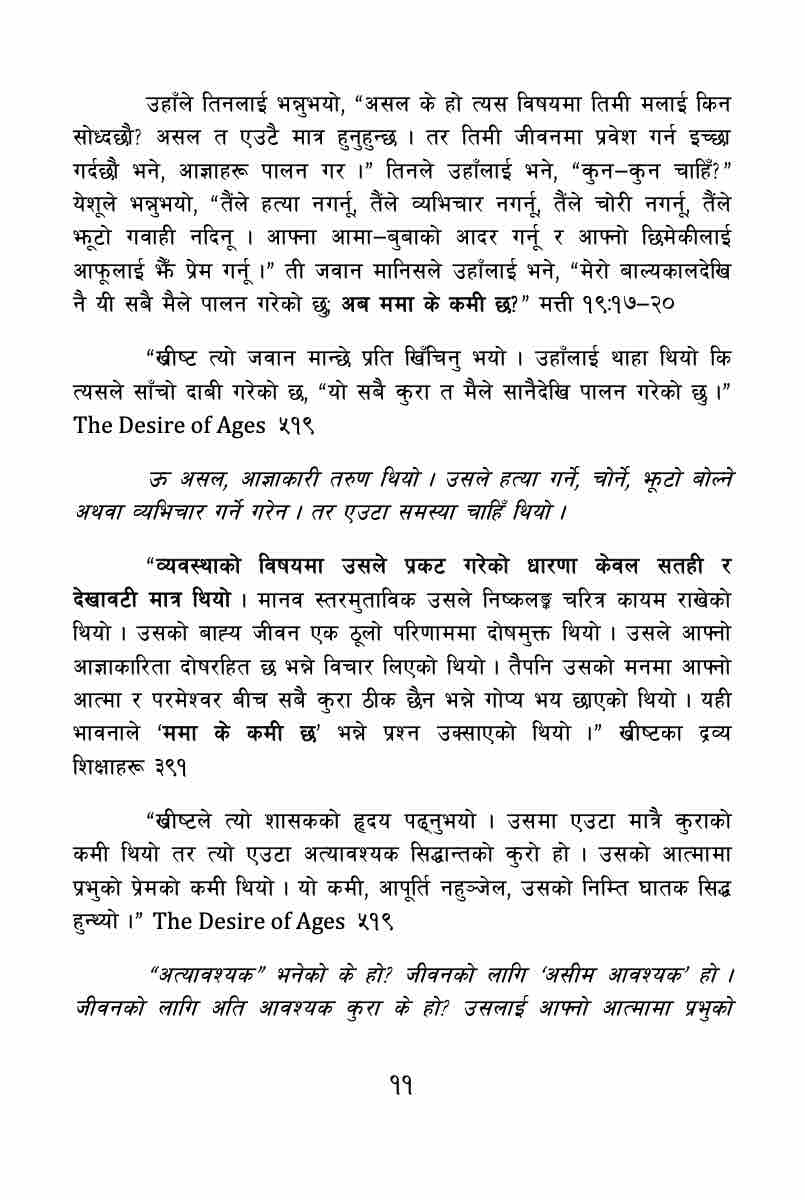 उहाँले तिनलाई भन्नुभयो, “असल के हो त्यस विषयमा तिमी मलाई किन
सोध्दछौ? असल त एउटै मात्र हुनुहुन्छ । तर तिमी जीवनमा प्रवेश गर्न इच्छा
गर्दछौ भने, आज्ञाहरू पालन गर ।” तिनले उहाँलाई भने, “कुन–कुन चाहिँ?”
येशूले भन्नुभयो, “तैंले हत्या नगर्नू, तैंले व्यभिचार नगर्नू, तैंले चोरी नगर्नू, तैंले
झूटो गवाही नदिनू । आफ्ना आमा–बुबाको आदर गर्नू र आफ्नो छिमेकीलाई
आफूलाई झैँ प्रेम गर्नू ।” ती जवान मानिसले उहाँलाई भने, “मेरो बाल्यकालदेखि
नै यी सबै मैले पालन गरेको छु; अब ममा के कमी छ?” मत्ती १९:१७–२०
“ख्रीष्ट त्यो जवान मान्छे प्रति खिँचिनु भयो । उहाँलाई थाहा थियो कि
त्यसले साँचो दाबी गरेको छ, “यो सबै कुरा त मैले सानैदेखि पालन गरेको छु ।”
The Desire of Ages ५१९
ऊ असल, आज्ञाकारी तरुण थियो । उसले हत्या गर्ने, चोर्ने, झूटो बोल्ने
अथवा व्यभिचार गर्ने गरेन । तर एउटा समस्या चाहिँ थियो ।
“व्यवस्थाको विषयमा उसले प्रकट गरेको धारणा केवल सतही र
देखावटी मात्र थियो । मानव स्तरमुताविक उसले निष्कलङ्क चरित्र कायम राखेको
थियो । उसको बाह्य जीवन एक ठूलो परिणाममा दोषमुक्त थियो । उसले आफ्नो
आज्ञाकारिता दोषरहित छ भन्ने विचार लिएको थियो । तैपनि उसको मनमा आफ्नो
आत्मा र परमेश्वर बीच सबै कुरा ठीक छैन भन्ने गोप्य भय छाएको थियो । यही
भावनाले ‘ममा के कमी छ’ भन्ने प्रश्न उक्साएको थियो ।” ख्रीष्टका द्रव्य
शिक्षाहरू ३९१
“ख्रीष्टले त्यो शासकको हृदय पढ्नुभयो । उसमा एउटा मात्रै कुराको
कमी थियो तर त्यो एउटा अत्यावश्यक सिद्धान्तको कुरो हो । उसको आत्मामा
प्रभुको प्रेमको कमी थियो । यो कमी, आपूर्ति नहुञ्जेल, उसको निम्ति घातक सिद्ध
हुन्थ्यो ।” The Desire of Ages ५१९
“अत्यावश्यक” भनेको के हो? जीवनको लागि ‘असीम आवश्यक’ हो ।
जीवनको लागि अति आवश्यक कुरा के हो? उसलाई आफ्नो आत्मामा प्रभुको
११